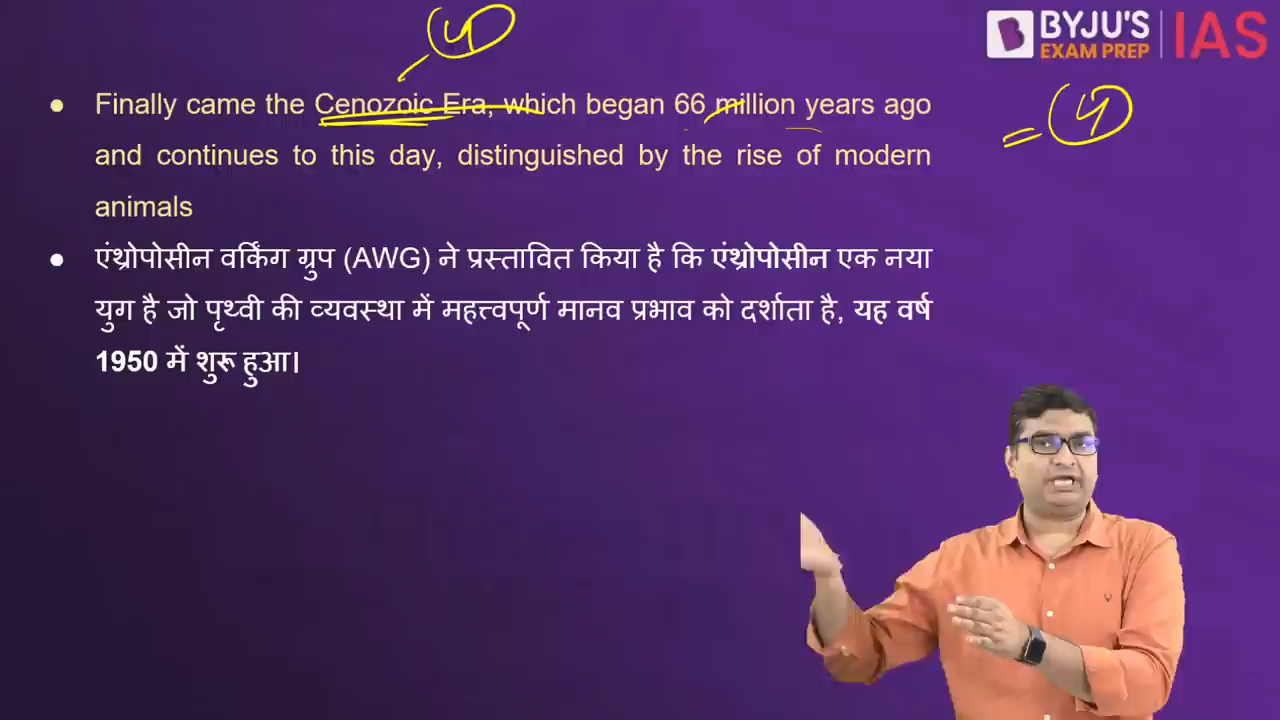 BYJU'S
EXAM PREP
IAS
4
Finally came the Cenozoic Era, which began 66 million years ago
4
and continues to this day, distinguished by the rise of modern
animals
एंथ्रोपोसीन वर्किंग ग्रुप (AWG) ने प्रस्तावित किया है कि एंथ्रोपोसीन एक नया
युग है जो पृथ्वी की व्यवस्था में महत्त्वपूर्ण मानव प्रभाव को दर्शाता है, यह वर्ष
1950 में शुरू हुआ।